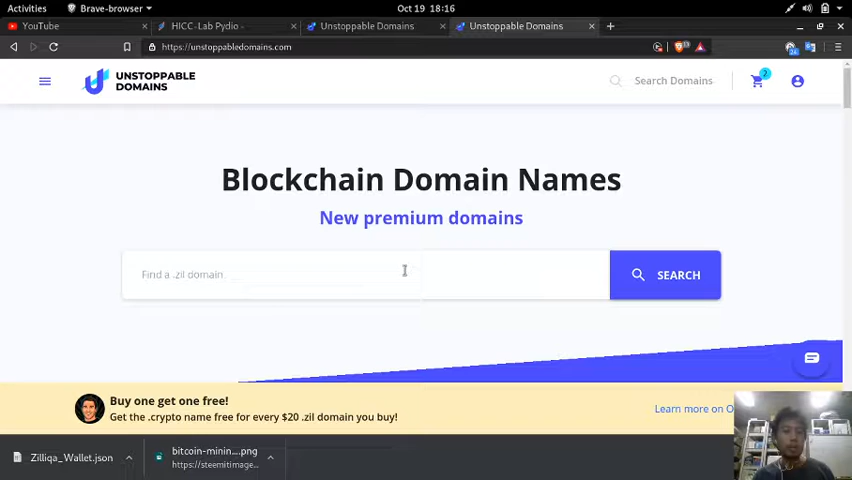 Activities
Brave-browser
Oct 19 18:16
YouTube
HICC-Lab Pydio -
Unstoppable Domains
Unstoppable Domains
https://unstoppabledomains.com
UNSTOPPABLE
DOMAINS
Search Domains
2
Blockchain Domain Names
New premium domains
Find a .zil domain.
SEARCH
Buy one get one free!
Get the .crypto name free for every $20 .zil domain you buy!
Learn more on O
Zilliqa_Wallet.json
bitcoin-minin....png
https://steemitimage...